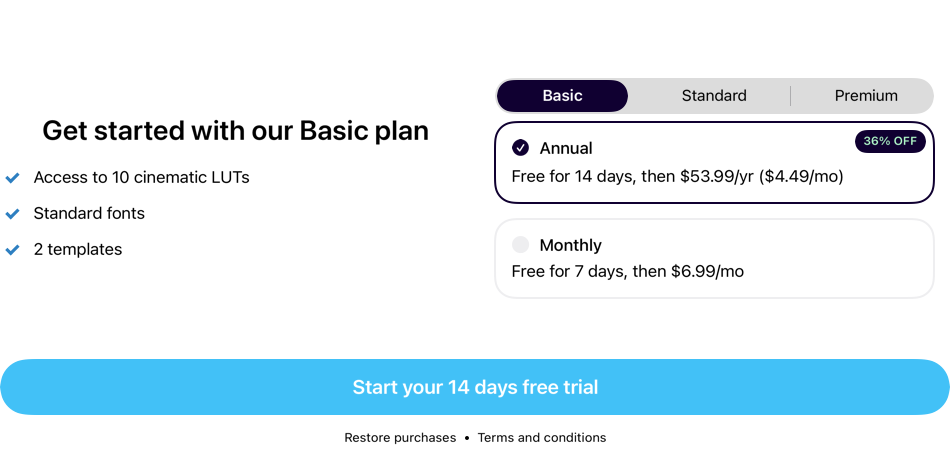 Get started with our Basic plan
Access to 10 cinematic LUTs
Standard fonts
2 templates
Basic
Standard
Premium
36% OFF
Annual
Free for 14 days, then $53.99/yr ($4.49/mo)
Monthly
Free for 7 days, then $6.99/mo
Start your 14 days free trial
Restore purchases • Terms and conditions